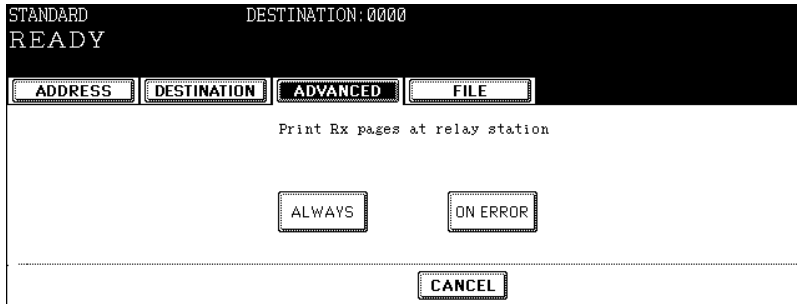 STANDARD DESTINATION:0000
READY
ADDRESS DESTINATION ADVANCED FILE
Print Rx pages at relay station
ALWAYS ON ERROR
CANCEL